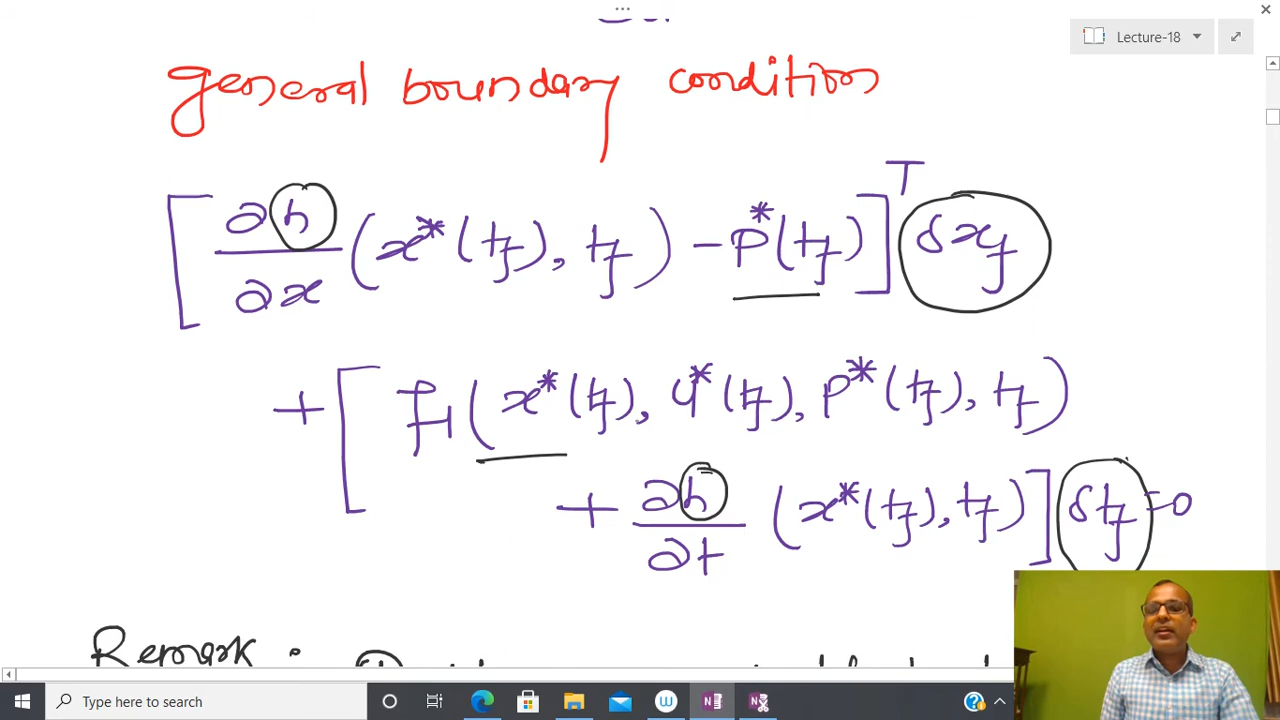 Lecture-18
general boundary condition
[∂h/∂x (x*(tf), tf) - p*(tf)]ᵀ δxf
+ [H(x*(tf), u*(tf), p*(tf), tf)
+ ∂h/∂t (x*(tf), tf)] δtf = 0
Remark :
Type here to search